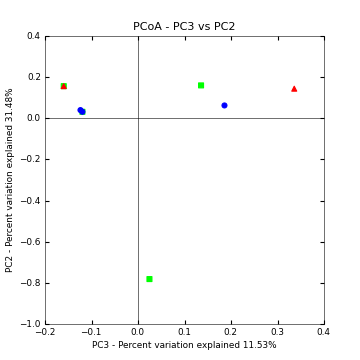 PCoA - PC3 vs PC2
0.4
0.2
0.0
−0.2
−0.4
−0.6
−0.8
−1.0
PC2 - Percent variation explained 31.48%
−0.2 −0.1 0.0 0.1 0.2 0.3 0.4
PC3 - Percent variation explained 11.53%